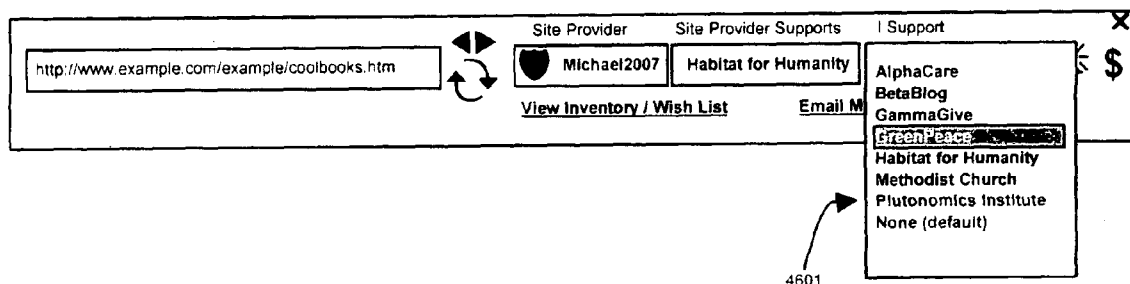 Site Provider Site Provider Supports I Support X
http://www.example.com/example/coolbooks.htm Michael2007 Habitat for Humanity $
View Inventory / Wish List Email M
AlphaCare
BetaBlog
GammaGive
GreenPeace
Habitat for Humanity
Methodist Church
Plutonomics Institute
None (default)
4601